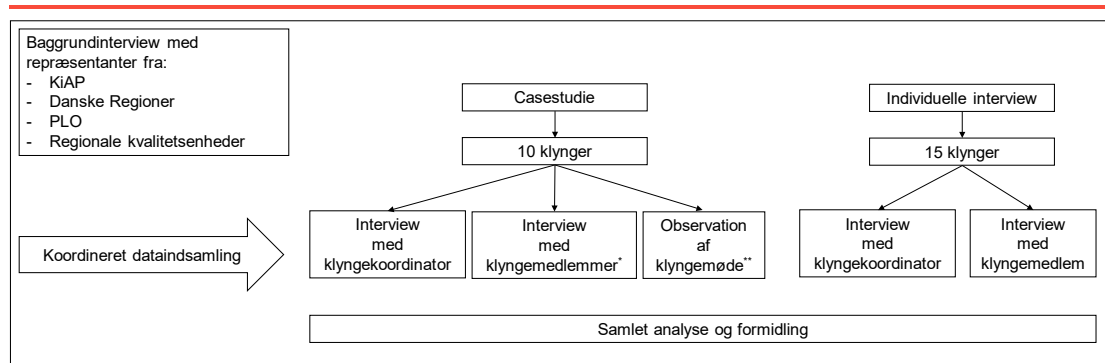 Baggrundinterview med
repræsentanter fra:
- KiAP
- Danske Regioner
- PLO
- Regionale kvalitetsenheder
Casestudie
Individuelle interview
10 klynger
15 klynger
Koordineret dataindsamling
Interview
med
klyngekoordinator
Interview
med
klyngemedlemmer*
Observation
af
klyngemøde**
Interview
med
klyngekoordinator
Interview
med
klyngemedlem
Samlet analyse og formidling